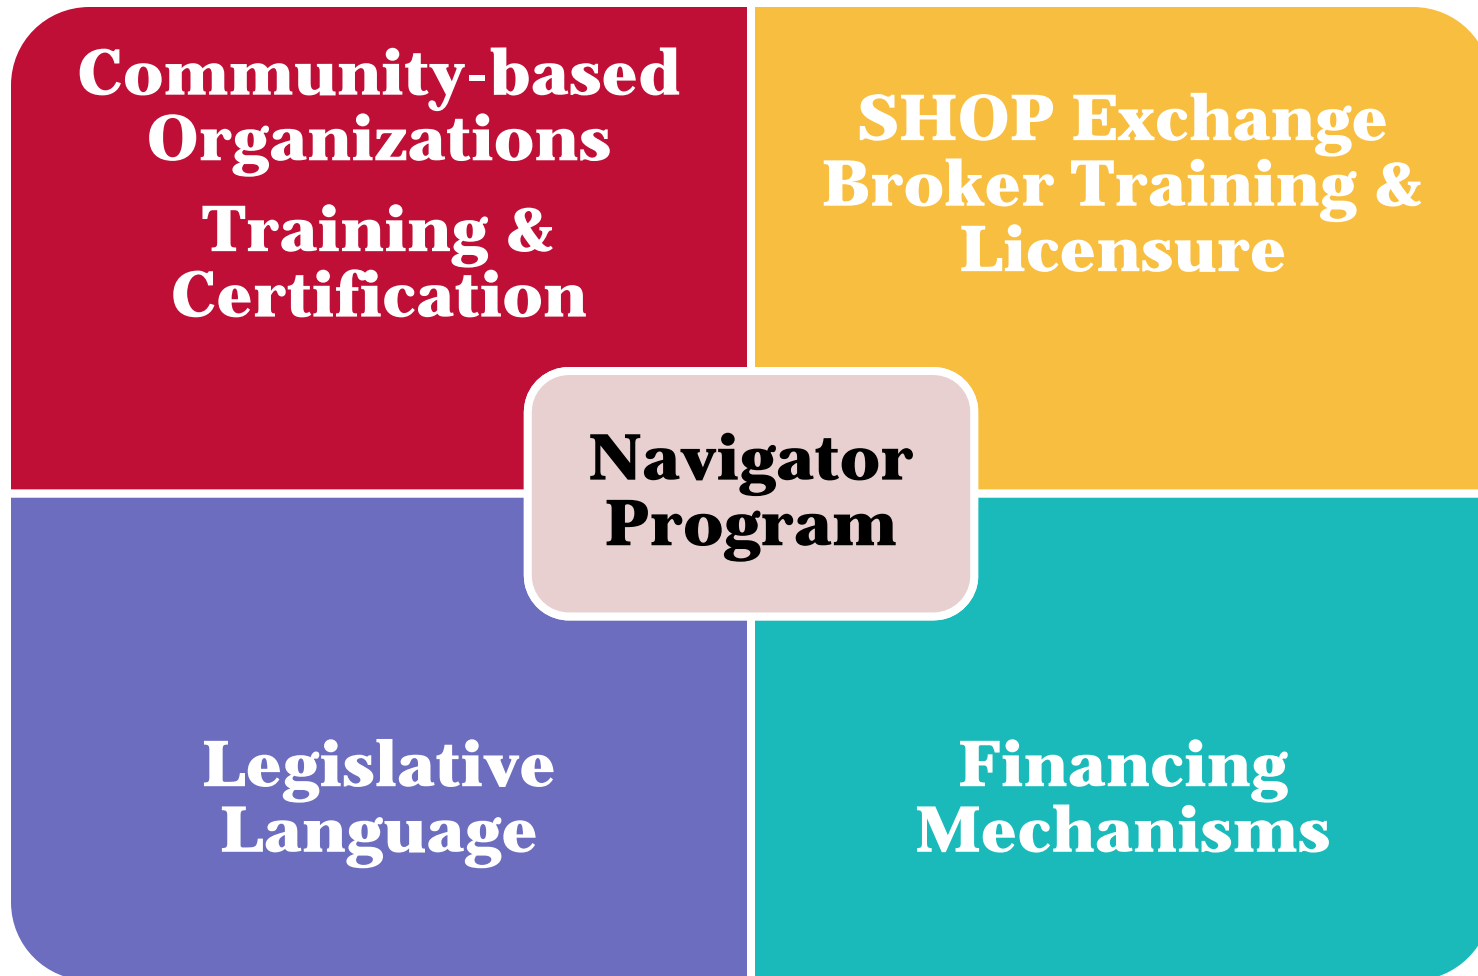 Community-based
Organizations
Training &
Certification
SHOP Exchange
Broker Training &
Licensure
Navigator
Program
Legislative
Language
Financing
Mechanisms